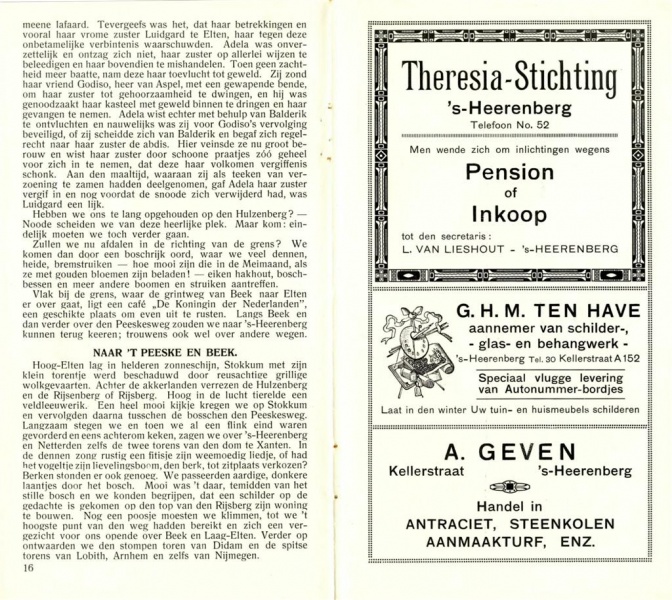 meene lafaard. Tevergeefs was het, dat haar betrekkingen en
vooral haar vrome zuster Luidgard te Elten, haar tegen deze
onbetamelijke verbintenis waarschuwden. Adela was onver-
zettelijk en ontzag zich niet, haar zuster op allerlei wijzen te
beleedigen en haar bovendien te mishandelen. Toen geen zacht-
heid meer baatte, nam deze haar toevlucht tot geweld. Zij zond
haar vriend Godiso, heer van Aspel, met een gewapende bende,
om haar zuster tot gehoorzaamheid te dwingen, en hij was
genoodzaakt haar kasteel met geweld binnen te dringen en haar
gevangen te nemen. Adela wist echter met behulp van Balderik
te ontvluchten en nauwelijks was zij voor Godiso's vervolging
beveiligd, of zij scheidde zich van Balderik en begaf zich regel-
recht naar haar zuster de abdis. Hier veinsde ze nu groot be-
rouw en wist haar zuster door schoone praatjes zóó geheel
voor zich in te nemen, dat deze haar volkomen vergiffenis
schonk. Aan den maaltijd, waaraan zij als teeken van ver-
zoening te zamen hadden deelgenomen, gaf Adela haar zuster
vergif in en nog voordat de snoode zich verwijderd had, was
Luidgard een lijk.
Hebben we ons te lang opgehouden op den Hulzenberg? —
Noode scheiden we van deze heerlijke plek. Maar kom: ein-
delijk moeten we toch verder gaan.
Zullen we nu afdalen in de richting van de grens? We
komen dan door een boschrijk oord, waar we veel dennen,
heide, bremstruiken — hoe mooi zijn die in de Meimaand, als
ze met gouden bloemen zijn beladen! — eiken hakhout, bosch-
bessen en meer andere boomen en struiken aantreffen.
Vlak bij de grens, waar de grintweg van Beek naar Elten
er over gaat, ligt een café „De Koningin der Nederlanden",
een geschikte plaats om even uit te rusten. Langs Beek en
dan verder over den Peeskesweg zouden we naar 's-Heerenberg
kunnen terug keeren; trouwens ook wel over andere wegen.
NAAR 'T PEESKE EN BEEK.
Hoog-Elten lag in helderen zonneschijn, Stokkum met zijn
klein torentje werd beschaduwd door reusachtige grillige
wolkgevaarten. Achter de akkerlanden verrezen de Hulzenberg
en de Rijsenberg of Rijsberg. Hoog in de lucht tierelde een
veldleeuwerik. Een heel mooi kijkje kregen we op Stokkum
en vervolgden daarna tusschen de bosschen den Peeskesweg.
Langzaam stegen we en toen we al een flink eind waren
gevorderd en eens achterom keken, zagen we over 's-Heerenberg
en Netterden zelfs de twee torens van den dom te Xanten. In
de dennen zong rustig een fitisje zijn weemoedig liedje, of had
het vogeltje zijn lievelingsboom, den berk, tot zitplaats verkozen?
Berken stonden er ook genoeg. We passeerden aardige, donkere
laantjes door het bosch. Mooi was 't daar, temidden van het
stille bosch en we konden begrijpen, dat een schilder op de
gedachte is gekomen op den top van den Rijsberg zijn woning
te bouwen. Nog een poosje moesten we klimmen, tot we 't
hoogste punt van den weg hadden bereikt en zich een ver-
gezicht voor ons opende over Beek en Laag-Elten. Verder op
ontwaarden we den stompen toren van Didam en de spitse
torens van Lobith, Arnhem en zelfs van Nijmegen.
16
Theresia-Stichting
's-Heerenberg
Telefoon No. 52
Men wende zich om inlichtingen wegens
Pension
of
Inkoop
tot den secretaris:
L. VAN LIESHOUT - 's-HEERENBERG
G. H. M. TEN HAVE
aannemer van schilder-,
- glas- en behangwerk -
's-Heerenberg Tel. 30 Kellerstraat A 152
Speciaal vlugge levering
van Autonummer-bordjes
Laat in den winter Uw tuin- en huismeubels schilderen
A. GEVEN
Kellerstraat 's-Heerenberg
Handel in
ANTRACIET, STEENKOLEN
AANMAAKTURF, ENZ.